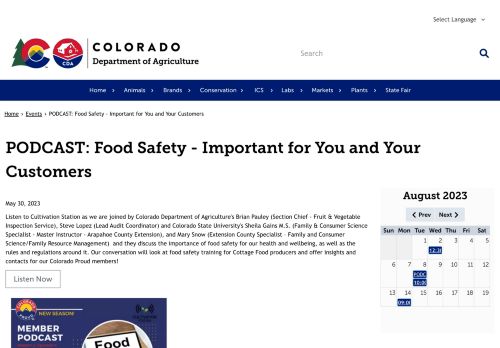 Select Language
COLORADO
Department of Agriculture
CDA
Search
Home
Animals
Brands
Conservation
ICS
Labs
Markets
Plants
State Fair
Home › Events › PODCAST: Food Safety - Important for You and Your Customers
PODCAST: Food Safety - Important for You and Your
Customers
May 30, 2023
Listen to Cultivation Station as we are joined by Colorado Department of Agriculture's Brian Pauley (Section Chief - Fruit & Vegetable
Inspection Service), Steve Lopez (Lead Audit Coordinator) and Colorado State University's Sheila Gains M.S. (Family & Consumer Science
Specialist - Master Instructor - Arapahoe County Extension), and Mary Snow (Extension County Specialist - Family and Consumer
Science/Family Resource Management). and they discuss the importance of food safety for our health and wellbeing, as well as the
rules and regulations around it. Our conversation will look at food safety training for Cottage Food producers and offer insights and
contacts for our Colorado Proud members!
Listen Now
NEW SEASON!
MEMBER
PODCAST
Food
August 2023
Prev Next
Sun Mon Tue Wed Thu Fri Sat
1 2 3 4 5
12:30
6 7 8 9 10 11 12
PODC
10:00
13 14 15 16 17 18 19
09:00